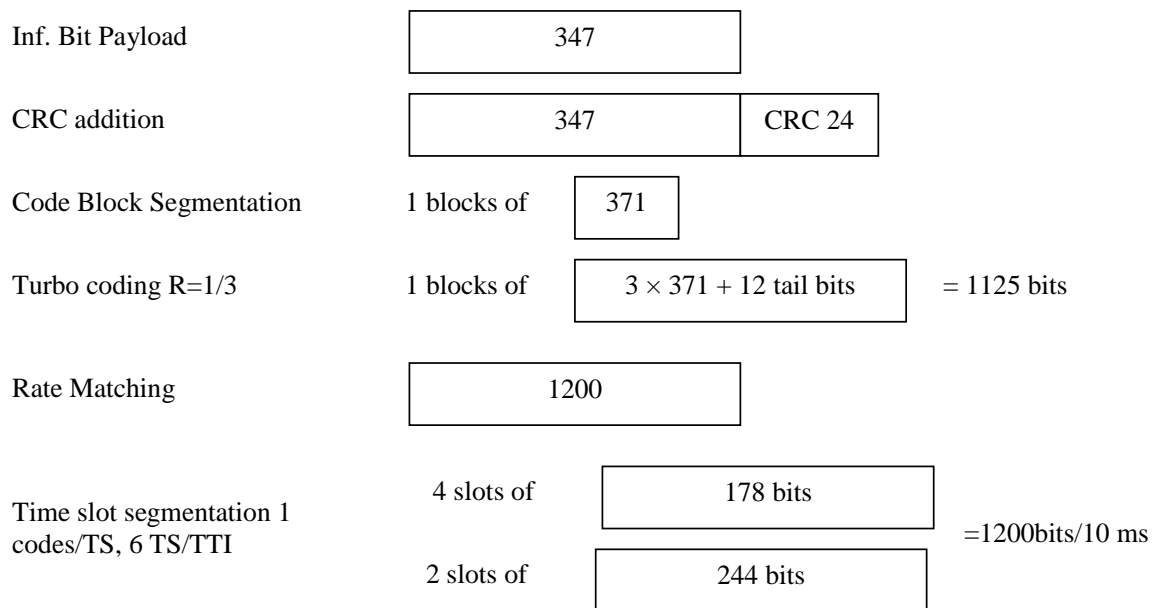 Inf. Bit Payload 347
CRC addition 347 CRC 24
Code Block Segmentation 1 blocks of 371
Turbo coding R=1/3 1 blocks of 3 × 371 + 12 tail bits = 1125 bits
Rate Matching 1200
4 slots of 178 bits
Time slot segmentation 1
codes/TS, 6 TS/TTI
=1200bits/10 ms
2 slots of 244 bits